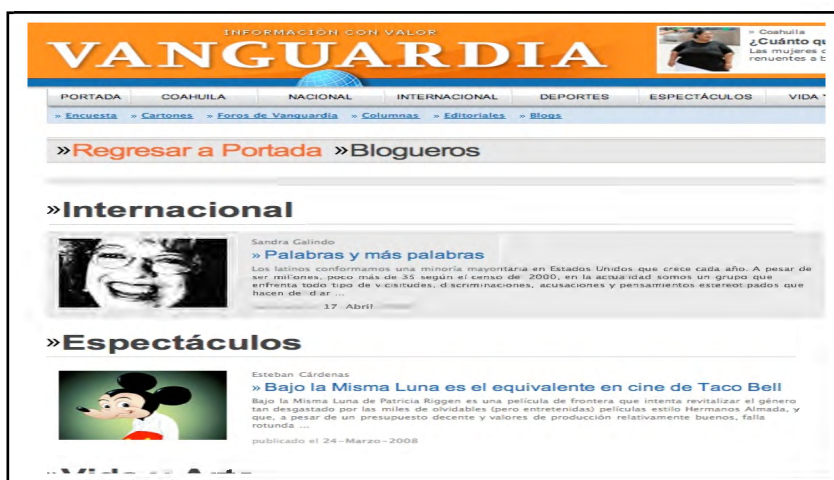 INFORMACIÓN CON VALOR
VANGUARDIA
» Coahuila
¿Cuánto qu
Las mujeres
renuentes a b
PORTADA COAHUILA NACIONAL INTERNACIONAL DEPORTES ESPECTÁCULOS VIDA
» Encuesta » Cartones » Foros de Vanguardia » Columnas » Editoriales » Blogs
»Regresar a Portada »Blogueros
»Internacional
Sandra Galindo
» Palabras y más palabras
Los latinos conformamos una minoría mayoritaria en Estados Unidos que crece cada año. A pesar de
ser millones, poco más de 35 según el censo de 2000, en la actualidad somos un grupo que
enfrenta todo tipo de vicisitudes, discriminaciones, acusaciones y pensamientos estereotipados que
hacen de diar ...
17 Abril
»Espectáculos
Esteban Cárdenas
» Bajo la Misma Luna es el equivalente en cine de Taco Bell
Bajo la Misma Luna de Patricia Riggen es una película de frontera que intenta revitalizar el género
tan desgastado por las miles de olvidables (pero entretenidas) películas estilo Hermanos Almada, y
que, a pesar de un presupuesto decente y valores de producción relativamente buenos, falla
rotunda ...
publicado el 24-Marzo-2008